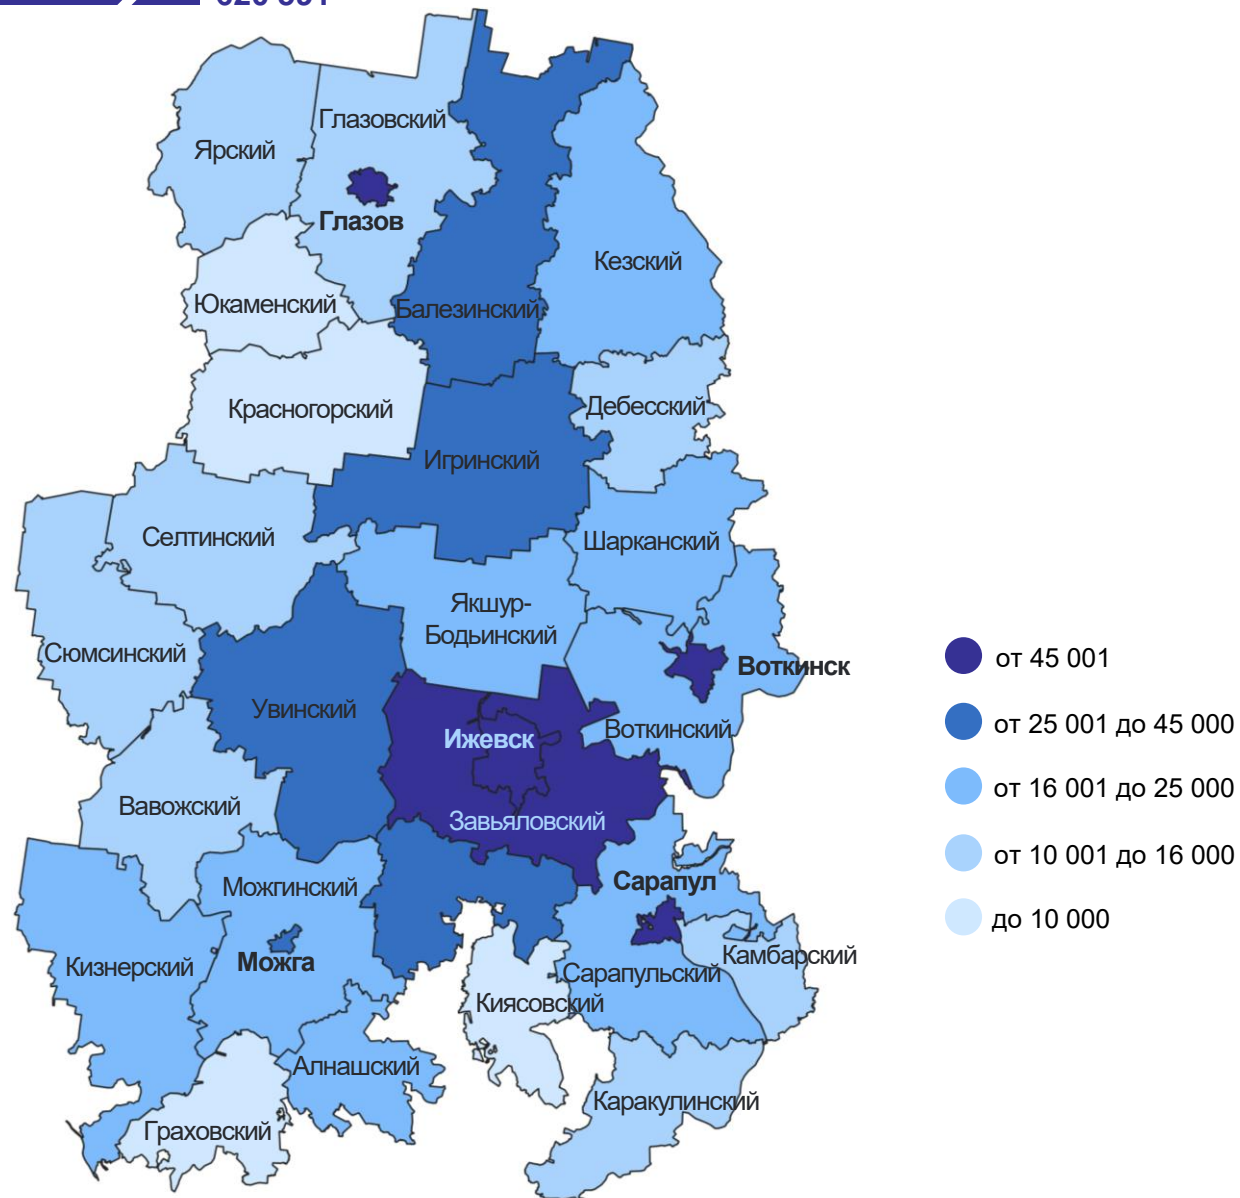 Глазовский
Ярский
Глазов
Кезский
Юкаменский
Балезинский
Красногорский
Дебесский
Игринский
Селтинский
Шарканский
Якшур-
Бодьинский
Сюмсинский
от 45 001
Воткинск
Увинский
от 25 001 до 45 000
Воткинский
Ижевск
от 16 001 до 25 000
Вавожский
Завьяловский
от 10 001 до 16 000
Сарапул
Можгинский
до 10 000
Камбарский
Можга
Кизнерский
Сарапульский
Киясовский
Алнашский
Каракулинский
Граховский